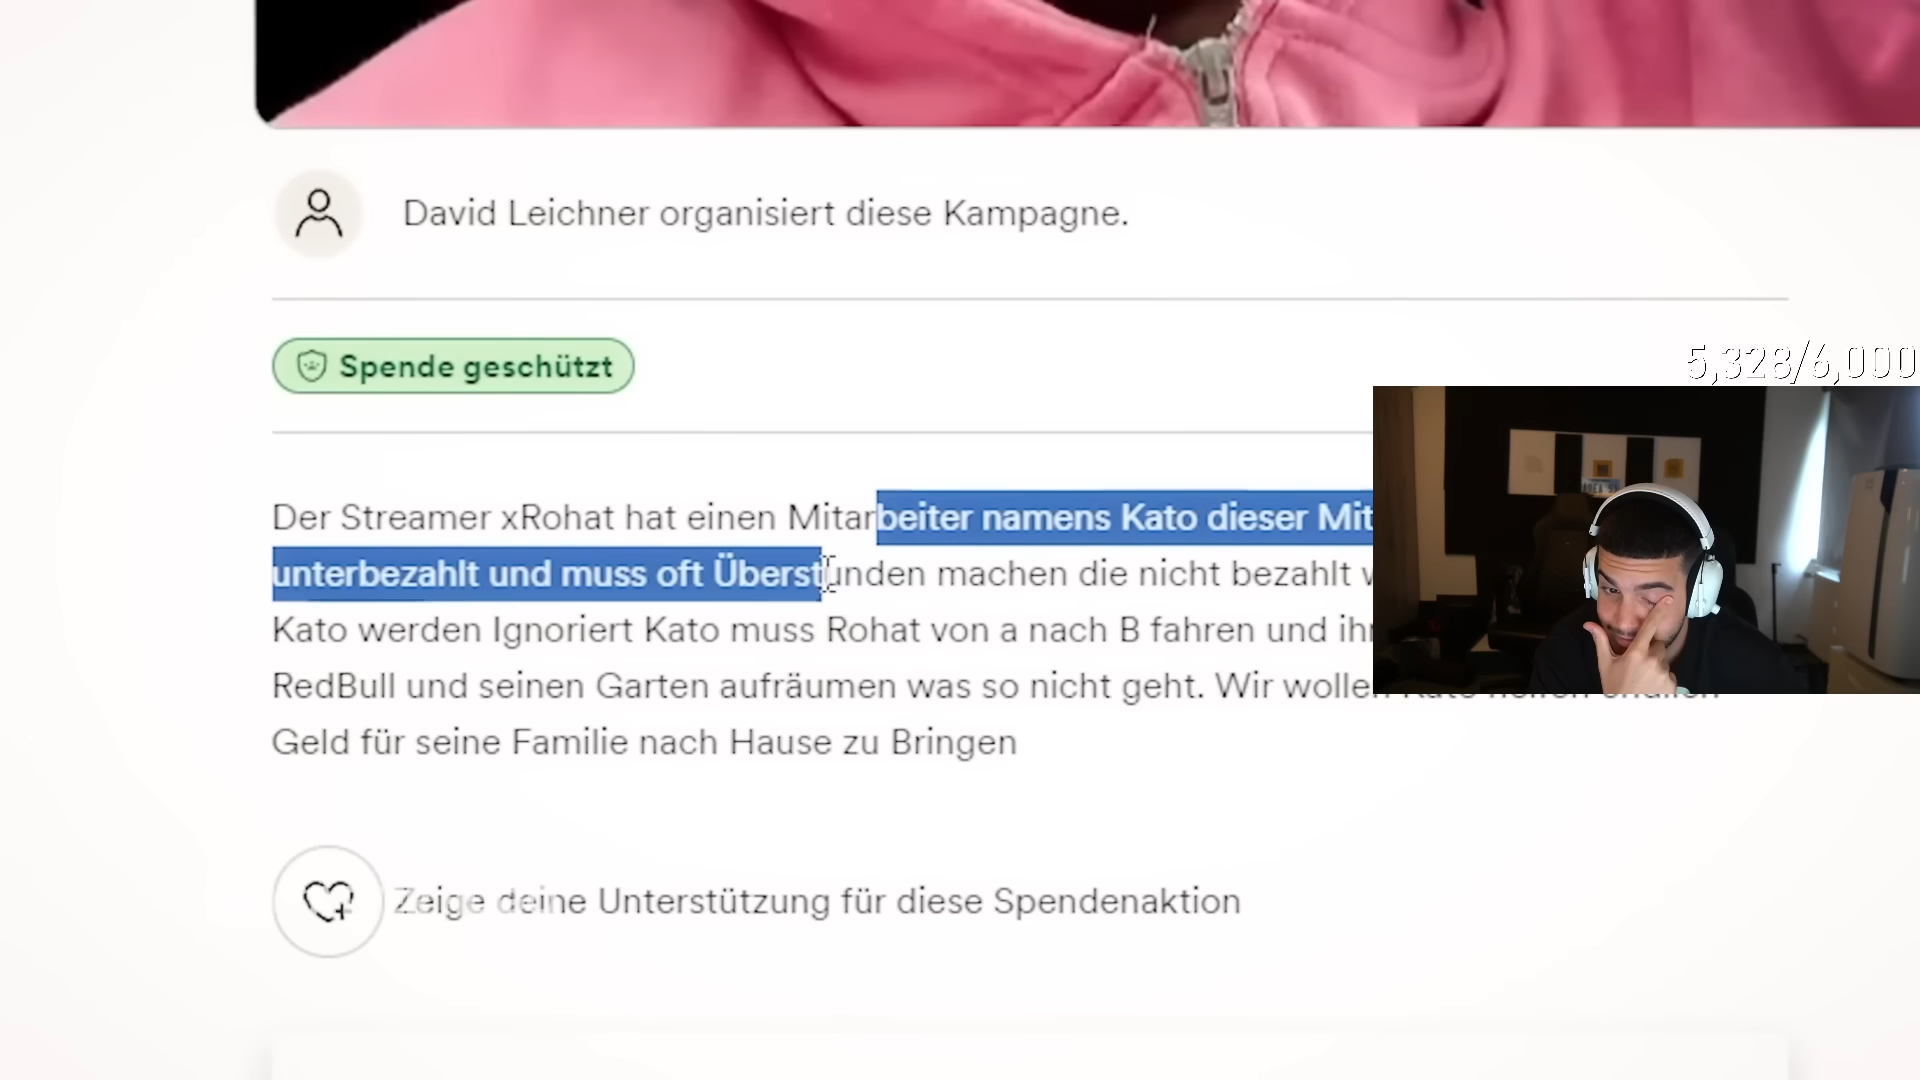 David Leichner organisiert diese Kampagne.
Spende geschützt
5,328/6,000
Der Streamer xRohat hat einen Mitarbeiter namens Kato dieser Mit
unterbezahlt und muss oft Überstunden machen die nicht bezahlt
Kato werden Ignoriert Kato muss Rohat von a nach B fahren und
RedBull und seinen Garten aufräumen was so nicht geht. Wir wollen
Geld für seine Familie nach Hause zu Bringen
Zeige deine Unterstützung für diese Spendenaktion